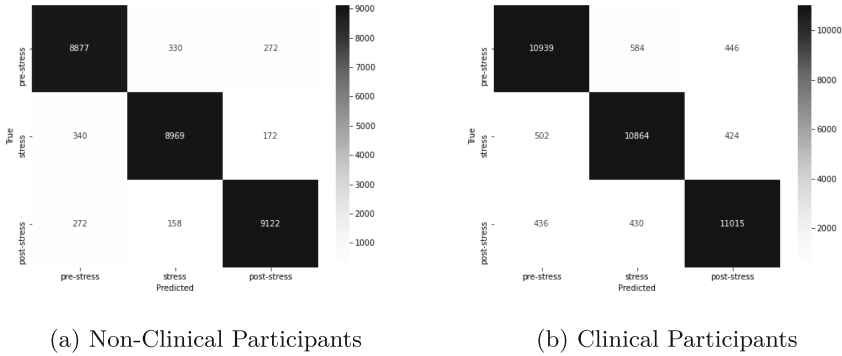 pre-stress
stress
post-stress
True
8877 330 272
340 8969 172
272 158 9122
pre-stress stress post-stress
Predicted
9000
8000
7000
6000
5000
4000
3000
2000
1000
(a) Non-Clinical Participants
pre-stress
stress
post-stress
True
10939 584 446
502 10864 424
436 430 11015
pre-stress stress post-stress
Predicted
10000
8000
6000
4000
2000
(b) Clinical Participants